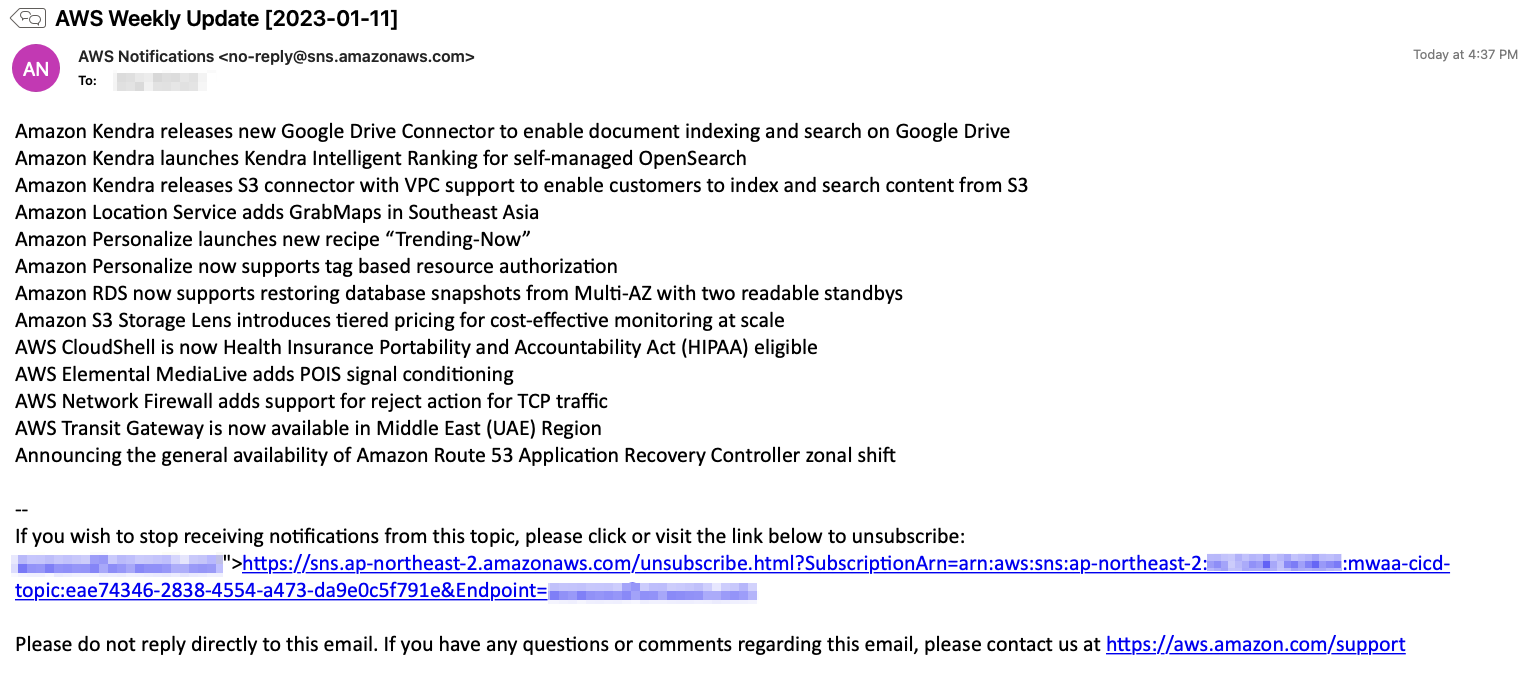 AWS Weekly Update [2023-01-11]
AN
AWS Notifications <no-reply@sns.amazonaws.com>
Today at 4:37 PM
To:
Amazon Kendra releases new Google Drive Connector to enable document indexing and search on Google Drive
Amazon Kendra launches Kendra Intelligent Ranking for self-managed OpenSearch
Amazon Kendra releases S3 connector with VPC support to enable customers to index and search content from S3
Amazon Location Service adds GrabMaps in Southeast Asia
Amazon Personalize launches new recipe “Trending-Now”
Amazon Personalize now supports tag based resource authorization
Amazon RDS now supports restoring database snapshots from Multi-AZ with two readable standbys
Amazon S3 Storage Lens introduces tiered pricing for cost-effective monitoring at scale
AWS CloudShell is now Health Insurance Portability and Accountability Act (HIPAA) eligible
AWS Elemental MediaLive adds POIS signal conditioning
AWS Network Firewall adds support for reject action for TCP traffic
AWS Transit Gateway is now available in Middle East (UAE) Region
Announcing the general availability of Amazon Route 53 Application Recovery Controller zonal shift
--
If you wish to stop receiving notifications from this topic, please click or visit the link below to unsubscribe:
">https://sns.ap-northeast-2.amazonaws.com/unsubscribe.html?SubscriptionArn=arn:aws:sns:ap-northeast-2::mwaa-cicd-
topic:eae74346-2838-4554-a473-da9e0c5f791e&Endpoint=
Please do not reply directly to this email. If you have any questions or comments regarding this email, please contact us at https://aws.amazon.com/support